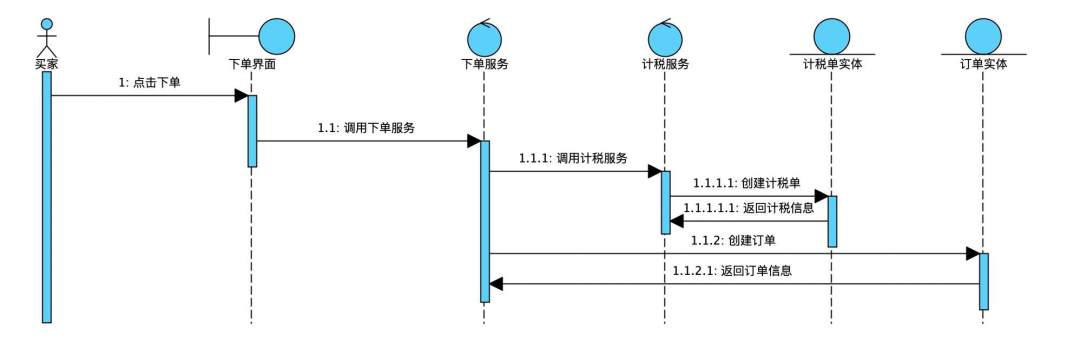 买家
下单界面
下单服务
计税服务
计税单实体
订单实体
1: 点击下单
1.1: 调用下单服务
1.1.1: 调用计税服务
1.1.1.1: 创建计税单
1.1.1.1.1: 返回计税信息
1.1.2: 创建订单
1.1.2.1: 返回订单信息